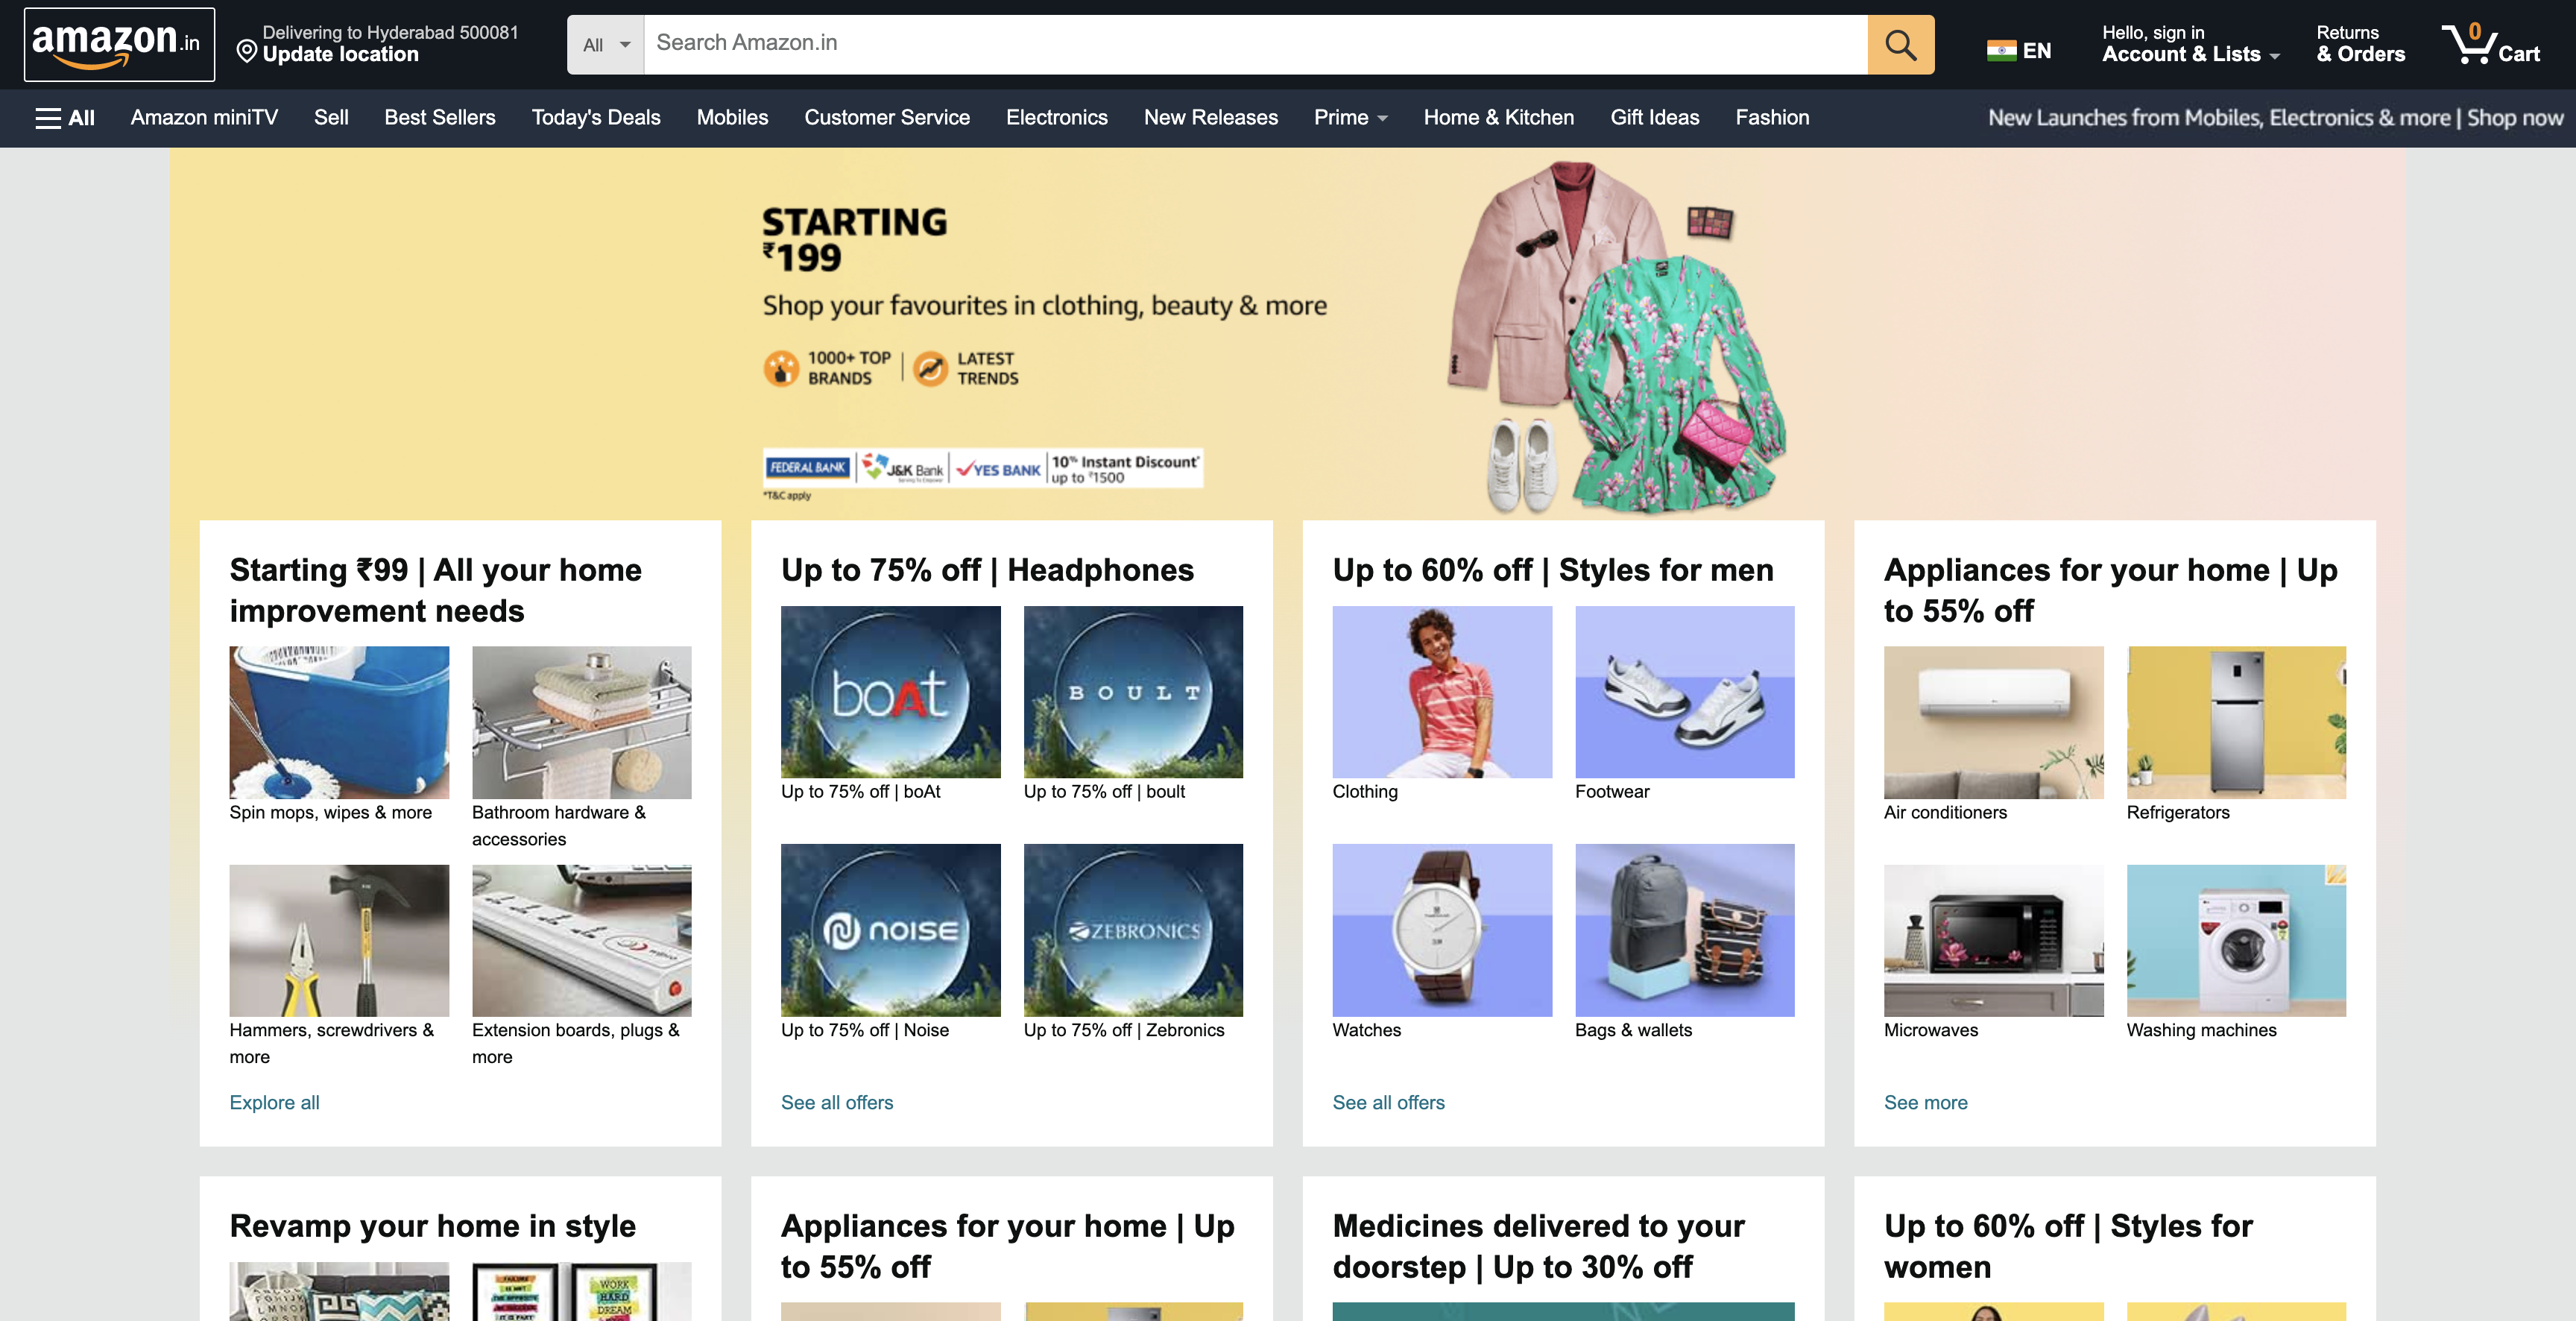 amazon.in
Delivering to Hyderabad 500081
Update location
All
Search Amazon.in
EN
Hello, sign in
Account & Lists
Returns
& Orders
0
Cart
All
Amazon miniTV
Sell
Best Sellers
Today's Deals
Mobiles
Customer Service
Electronics
New Releases
Prime
Home & Kitchen
Gift Ideas
Fashion
New Launches from Mobiles, Electronics & more | Shop now
STARTING
₹199
Shop your favourites in clothing, beauty & more
1000+ TOP
BRANDS
LATEST
TRENDS
FEDERAL BANK
J&K Bank
Serving To Empower
YES BANK
10% Instant Discount*
up to ₹1500
*T&C apply
Starting ₹99 | All your home
improvement needs
Spin mops, wipes & more
Bathroom hardware &
accessories
Hammers, screwdrivers &
more
Extension boards, plugs &
more
Explore all
Up to 75% off | Headphones
boAt
BOULT
Up to 75% off | boAt
Up to 75% off | boult
noise
ZEBRONICS
Up to 75% off | Noise
Up to 75% off | Zebronics
See all offers
Up to 60% off | Styles for men
Clothing
Footwear
Watches
Bags & wallets
See all offers
Appliances for your home | Up
to 55% off
Air conditioners
Refrigerators
Microwaves
Washing machines
See more
Revamp your home in style
WORK
HARD
DREAM
Appliances for your home | Up
to 55% off
Medicines delivered to your
doorstep | Up to 30% off
Up to 60% off | Styles for
women